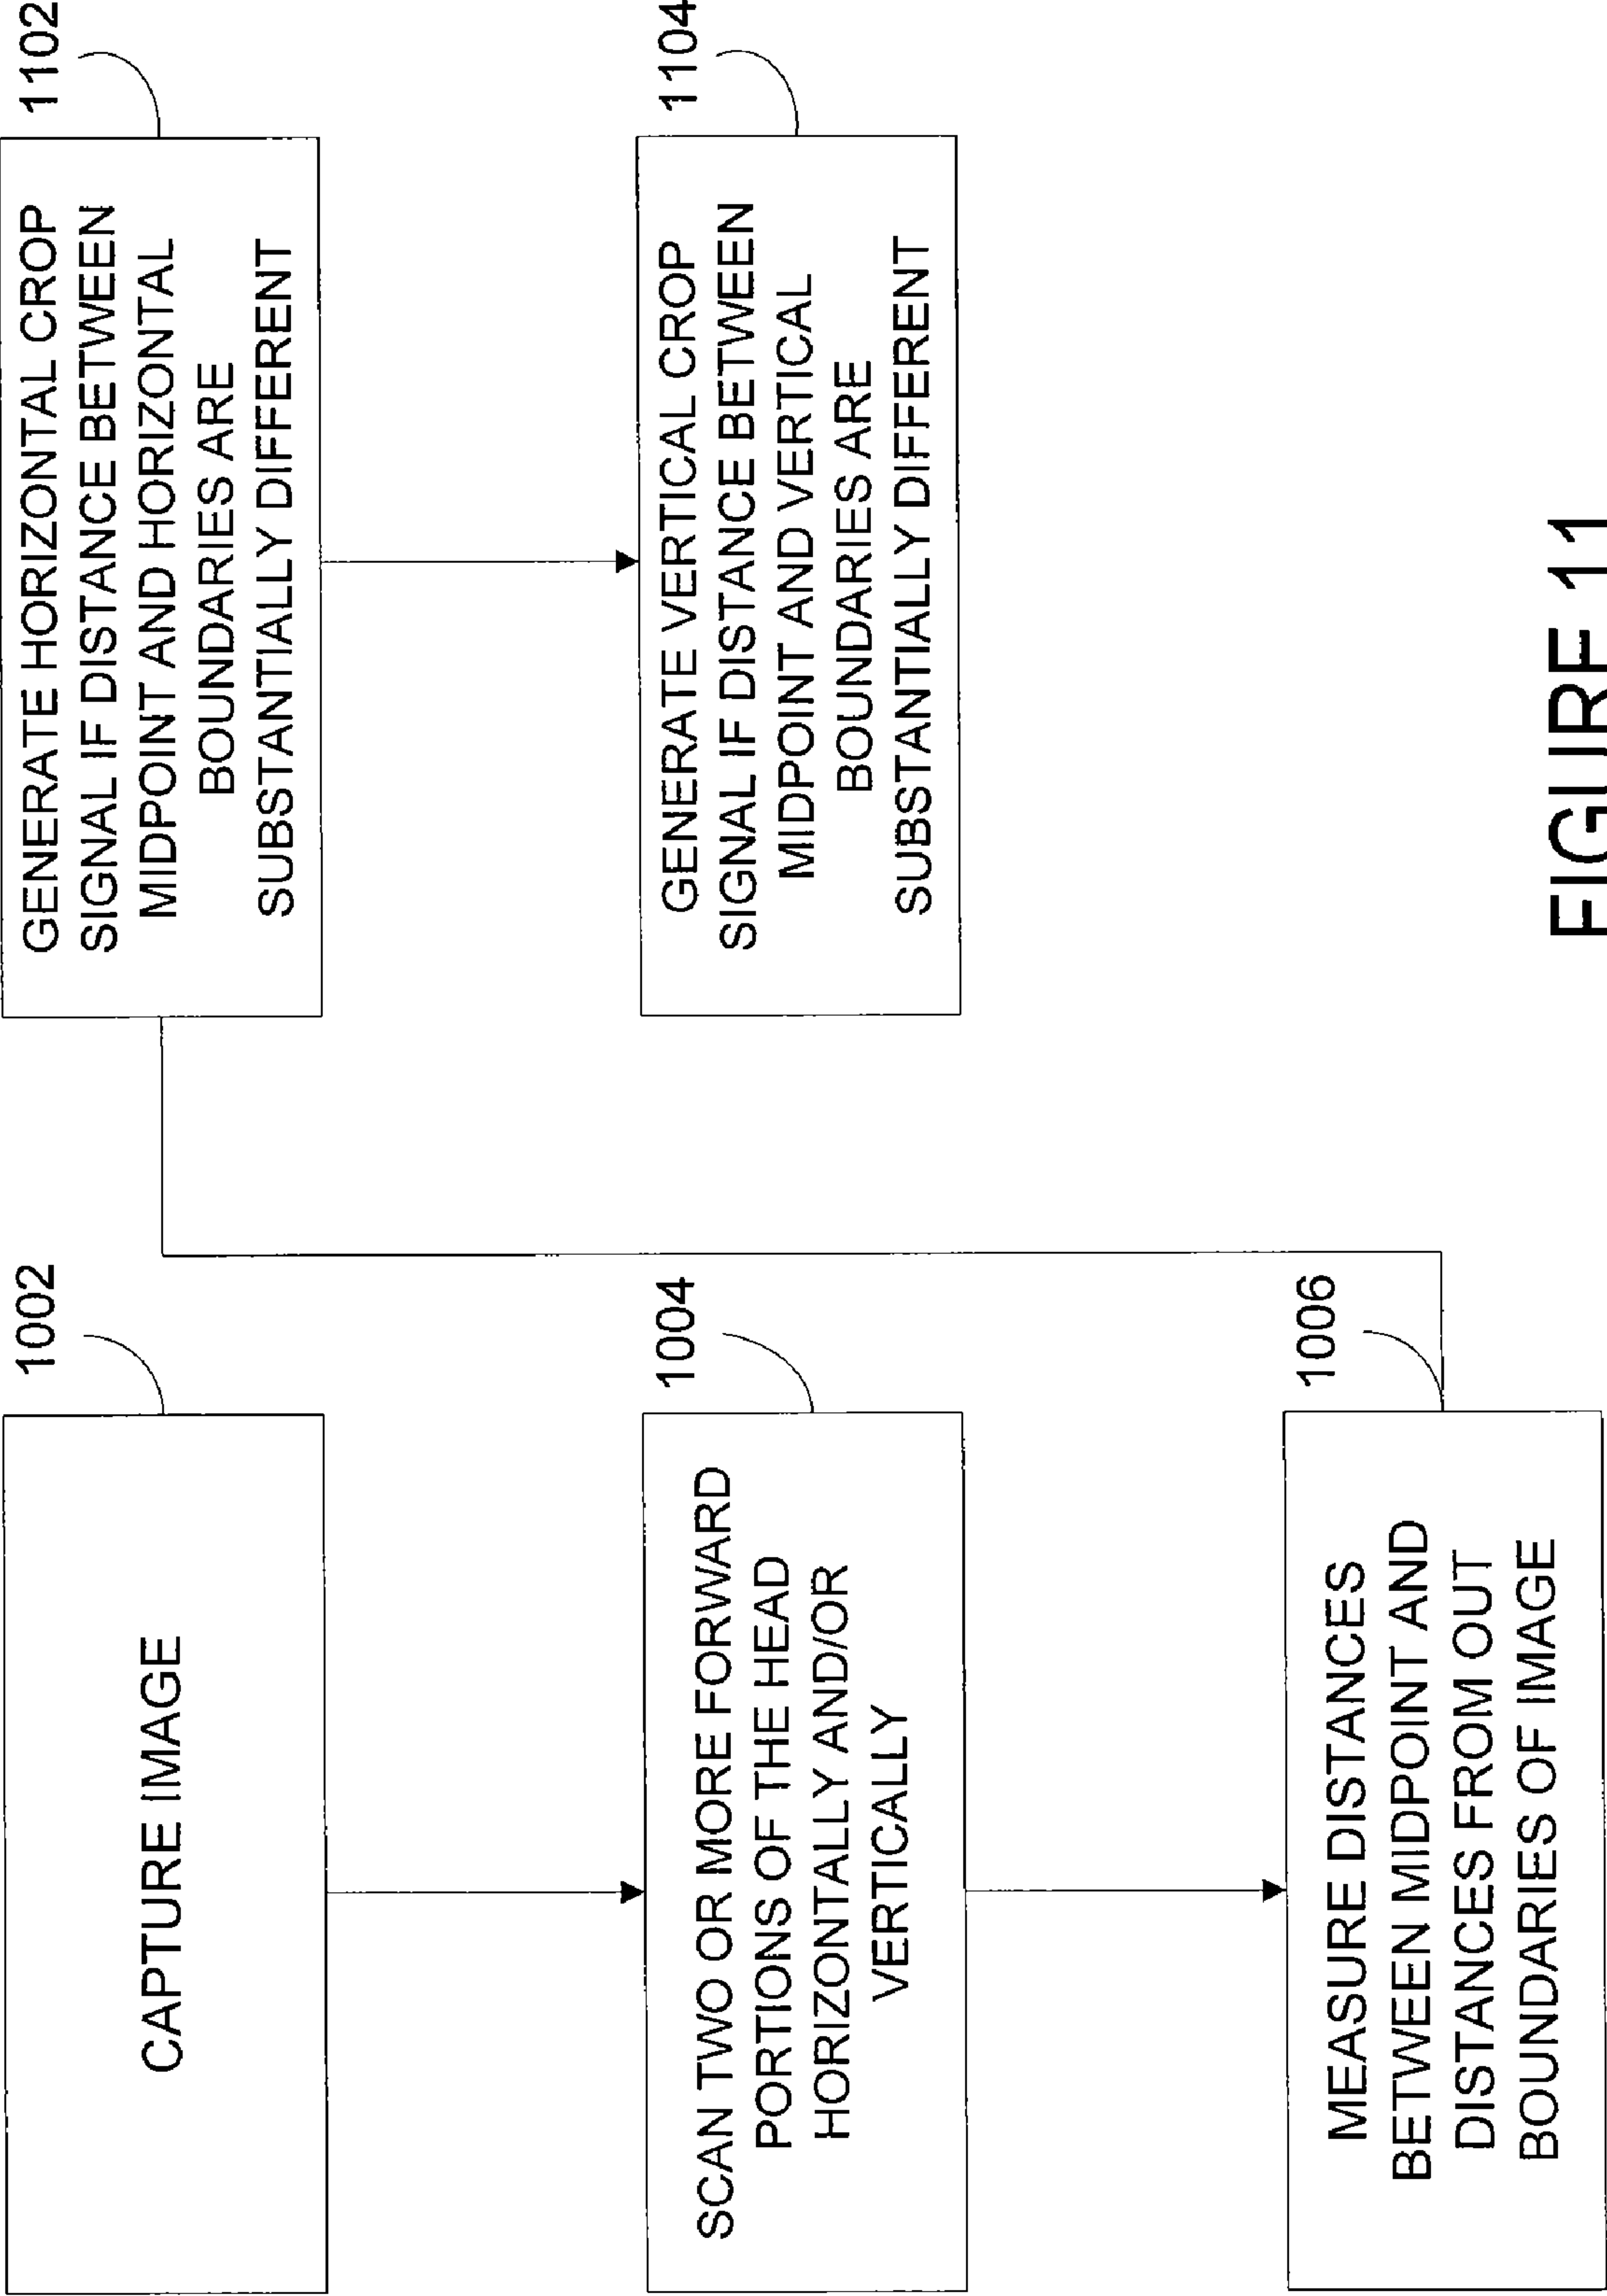 1002
CAPTURE IMAGE
1004
SCAN TWO OR MORE FORWARD
PORTIONS OF THE HEAD
HORIZONTALLY AND/OR
VERTICALLY
1006
MEASURE DISTANCES
BETWEEN MIDPOINT AND
DISTANCES FROM OUT
BOUNDARIES OF IMAGE
1102
GENERATE HORIZONTAL CROP
SIGNAL IF DISTANCE BETWEEN
MIDPOINT AND HORIZONTAL
BOUNDARIES ARE
SUBSTANTIALLY DIFFERENT
1104
GENERATE VERTICAL CROP
SIGNAL IF DISTANCE BETWEEN
MIDPOINT AND VERTICAL
BOUNDARIES ARE
SUBSTANTIALLY DIFFERENT
FIGURE 11